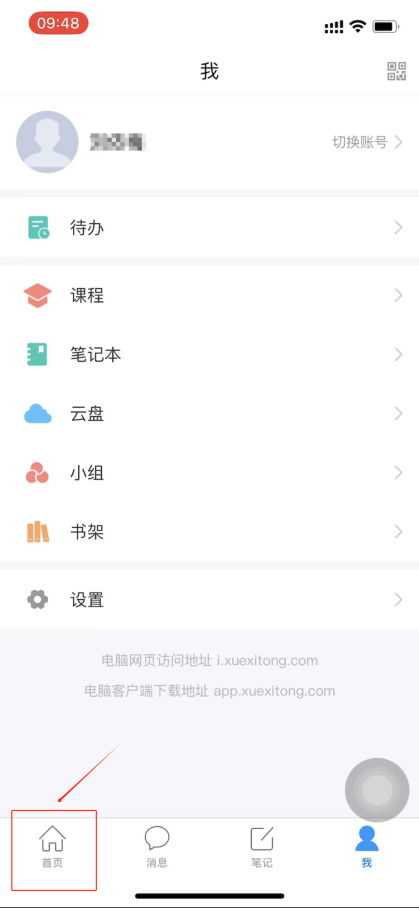 09:48
我
切换账号
待办
课程
笔记本
云盘
小组
书架
设置
电脑网页访问地址 i.xuexitong.com
电脑客户端下载地址 app.xuexitong.com
首页
消息
笔记
我